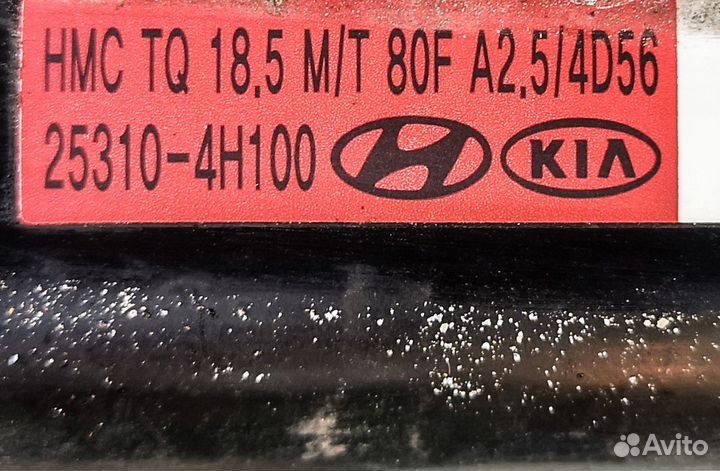 HMC TQ 18.5 M/T 80F A2.5/4D56
25310-4H100 KIA
Avito